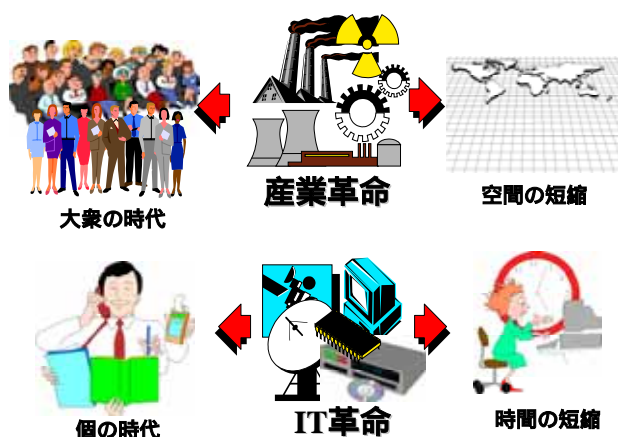 大衆の時代
産業革命
空間の短縮
個の時代
IT革命
時間の短縮